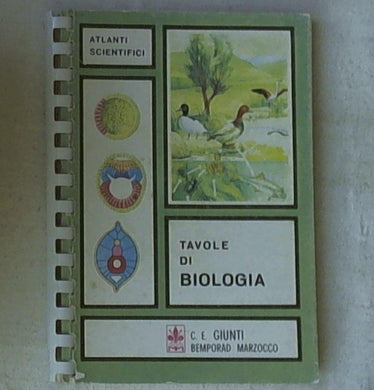 ATLANTI
SCIENTIFICI
TAVOLE
DI
BIOLOGIA
C. E. GIUNTI
BEMPORAD MARZOCCO